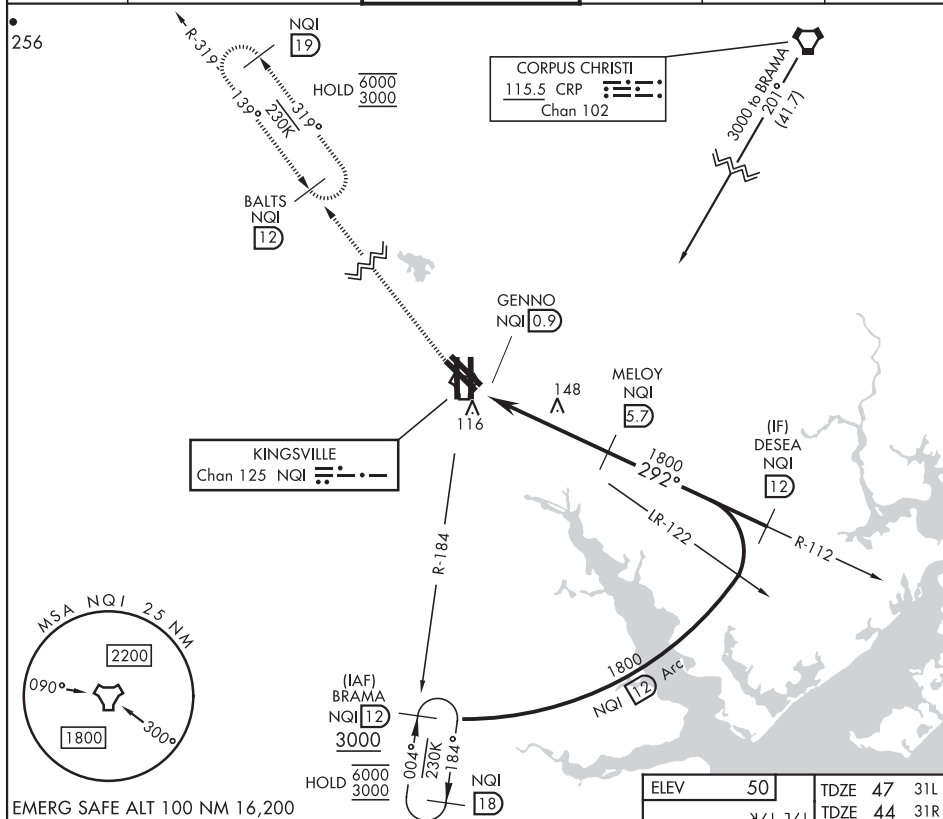 256
R-319
NQI
19
HOLD 6000
3000
139°
230K
319°
BALTS
NQI
12
CORPUS CHRISTI
115.5 CRP
Chan 102
3000 to BRAMA
201°
(41.7)
GENNO
NQI 0.9
148
116
MELOY
NQI
5.7
KINGSVILLE
Chan 125 NQI
1800
292°
(IF)
DESEA
NQI
12
LR-122
R-112
R-184
MSA NQI 25 NM
2200
090°
300°
1800
(IAF)
BRAMA
NQI 12
3000
HOLD 6000
3000
004°
230K
184°
NQI
18
1800
NQI 12 Arc
EMERG SAFE ALT 100 NM 16,200
ELEV 50
TDZE 47 31L
TDZE 44 31R